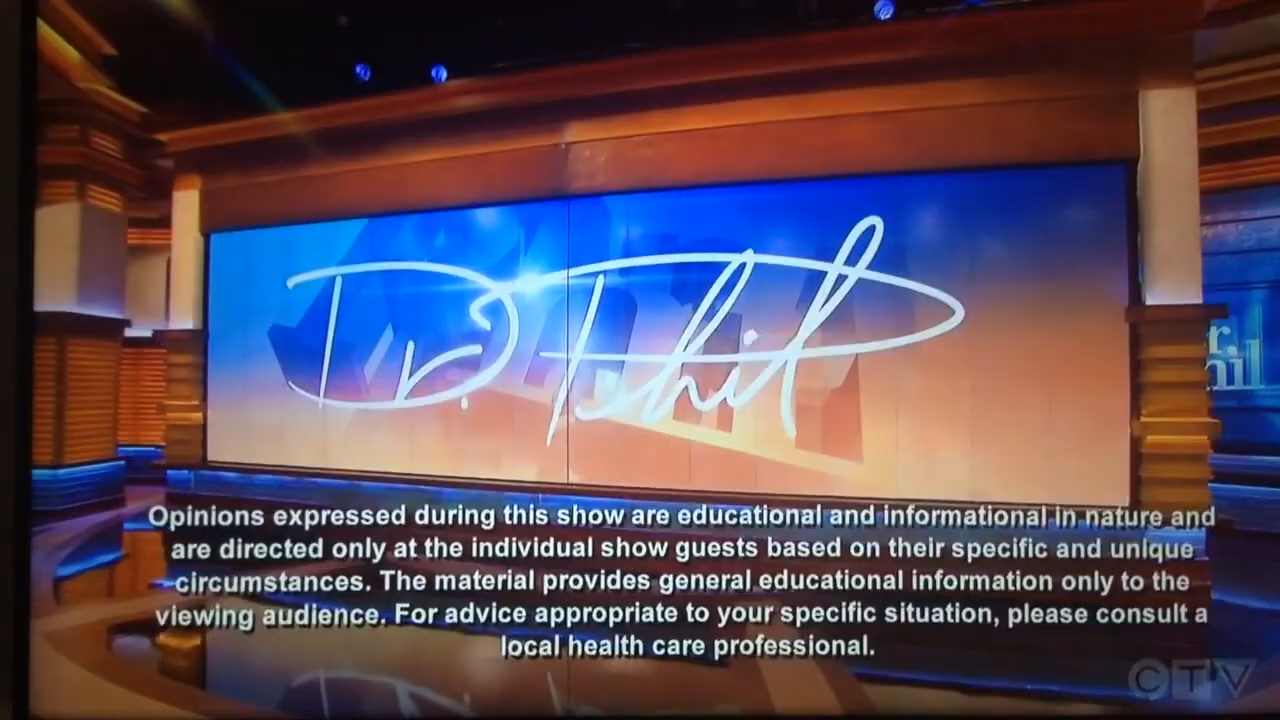 Dr. Phil
r.
hil
Opinions expressed during this show are educational and informational in nature and
are directed only at the individual show guests based on their specific and unique
circumstances. The material provides general educational information only to the
viewing audience. For advice appropriate to your specific situation, please consult a
local health care professional.
CTV